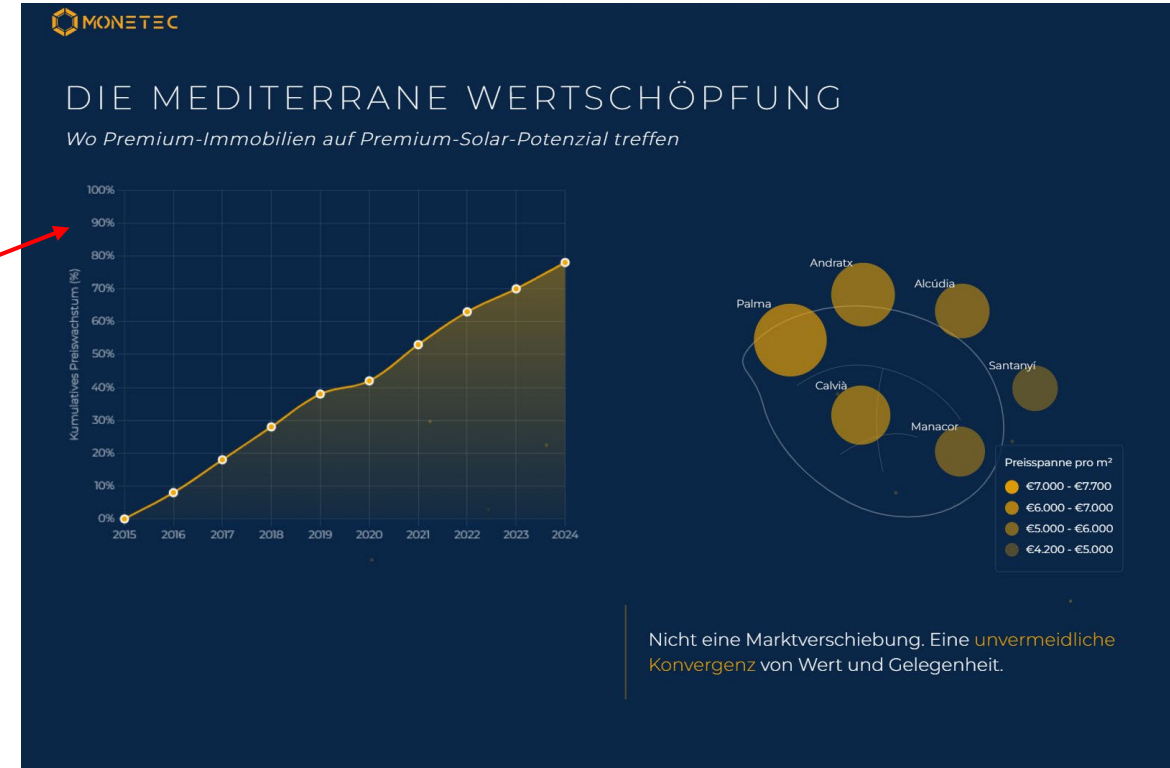 MONETEC
DIE MEDITERRANE WERTSCHÖPFUNG
Wo Premium-Immobilien auf Premium-Solar-Potenzial treffen
Kumulatives Preiswachstum (%)
100%
90%
80%
70%
60%
50%
40%
30%
20%
10%
0%
2015 2016 2017 2018 2019 2020 2021 2022 2023 2024
Andratx
Alcúdia
Palma
Santanyí
Calvià
Manacor
Preisspanne pro m²
€7.000 - €7.700
€6.000 - €7.000
€5.000 - €6.000
€4.200 - €5.000
Nicht eine Marktverschiebung. Eine unvermeidliche
Konvergenz von Wert und Gelegenheit.